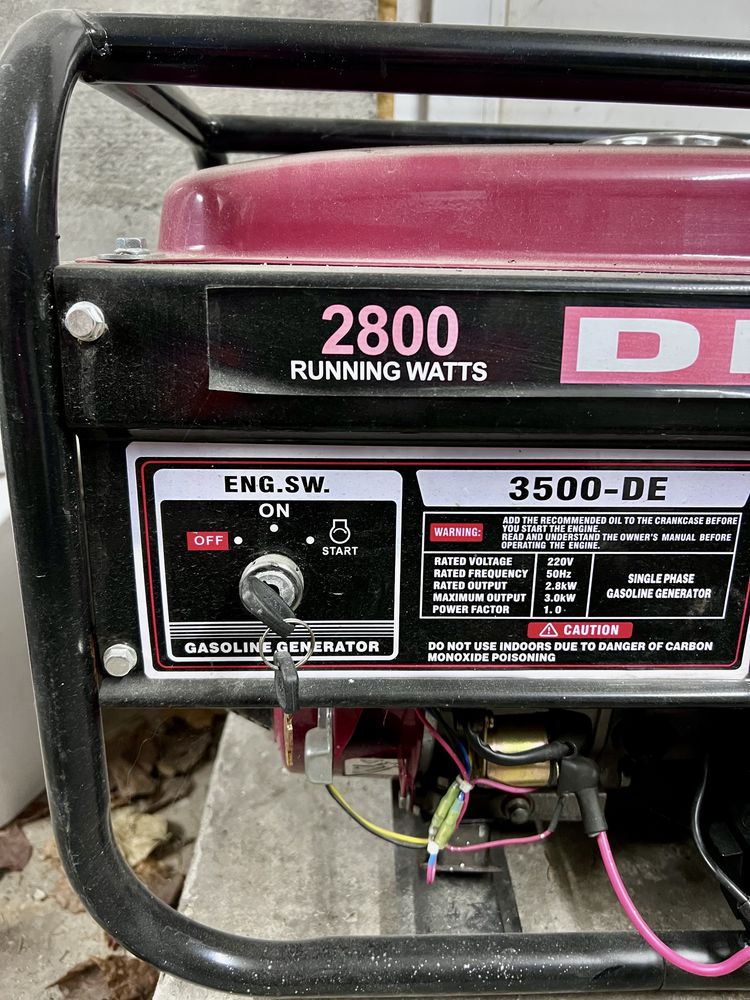 2800
RUNNING WATTS
ENG.SW.
ON
OFF
START
GASOLINE GENERATOR
3500-DE
WARNING:
ADD THE RECOMMENDED OIL TO THE CRANKCASE BEFORE
YOU START THE ENGINE.
READ AND UNDERSTAND THE OWNER'S MANUAL BEFORE
OPERATING THE ENGINE.
RATED VOLTAGE 220V
RATED FREQUENCY 50Hz
RATED OUTPUT 2.8kW
MAXIMUM OUTPUT 3.0kW
POWER FACTOR 1.0
SINGLE PHASE
GASOLINE GENERATOR
CAUTION
DO NOT USE INDOORS DUE TO DANGER OF CARBON
MONOXIDE POISONING